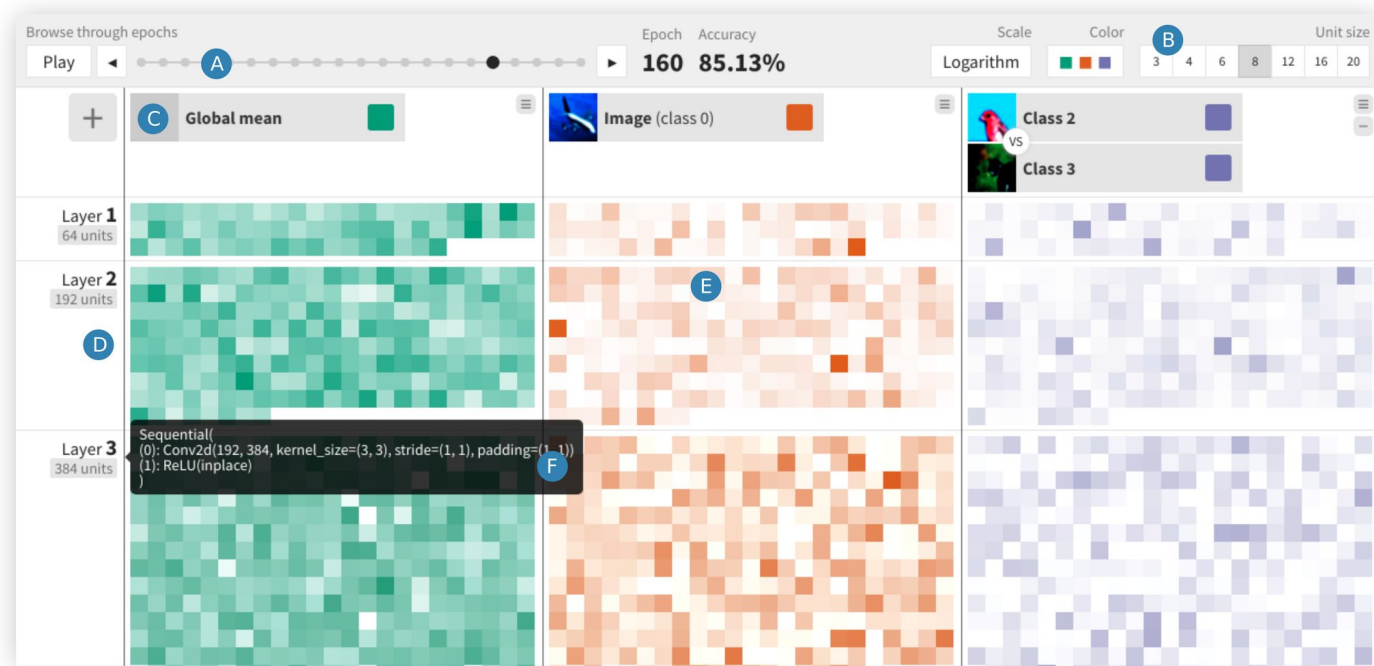 Browse through epochs
Play ◄ A ►
Epoch Accuracy
160 85.13%
Scale Color Unit size
Logarithm
B
3 4 6 8 12 16 20
+
C Global mean
Image (class 0)
Class 2
VS
Class 3
Layer 1
64 units
Layer 2
192 units
E
D
Layer 3
384 units
Sequential(
(0): Conv2d(192, 384, kernel_size=(3, 3), stride=(1, 1), padding=(1, 1))
(1): ReLU(inplace)
)
F